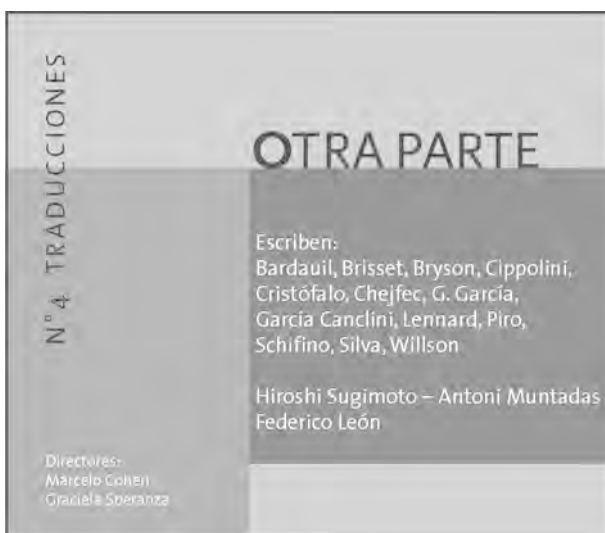 N° 4 TRADUCCIONES
OTRA PARTE
Escriben:
Bardauil, Brisset, Bryson, Cippolini,
Cristófalo, Chejfec, G. García,
García Canclini, Lennard, Piro,
Schifino, Silva, Willson
Hiroshi Sugimoto – Antoni Muntadas
Federico León
Directores:
Marcelo Cohen
Graciela Speranza